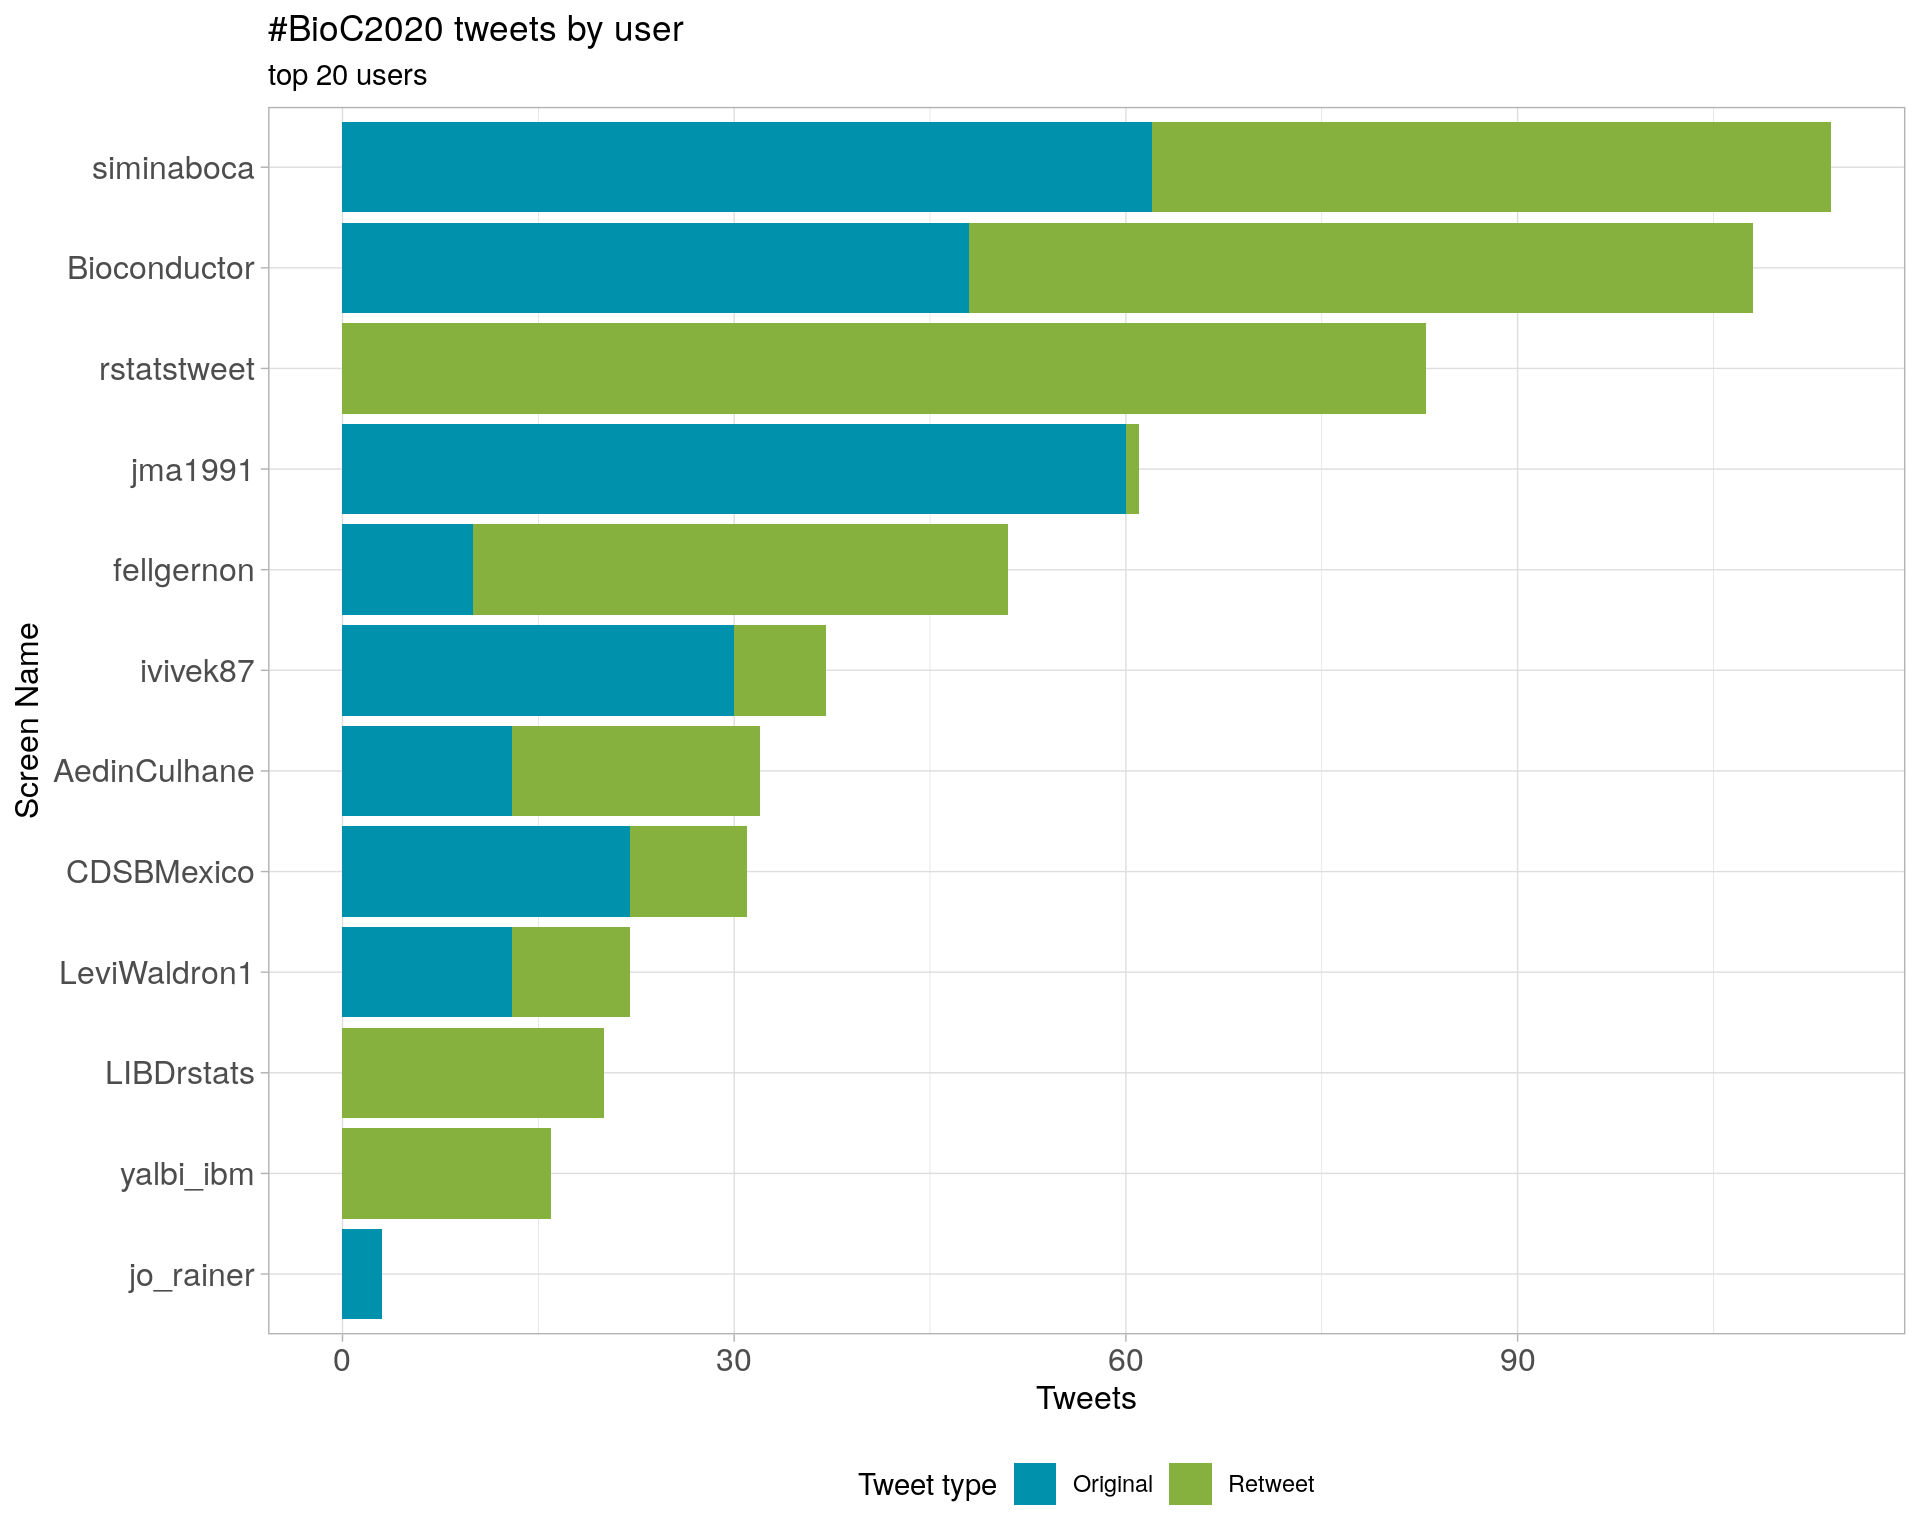 #BioC2020 tweets by user
top 20 users
Screen Name
siminaboca
Bioconductor
rstatstweet
jma1991
fellgernon
ivivek87
AedinCulhane
CDSBMexico
LeviWaldron1
LIBDrstats
yalbi_ibm
jo_rainer
0 30 60 90
Tweets
Tweet type Original Retweet